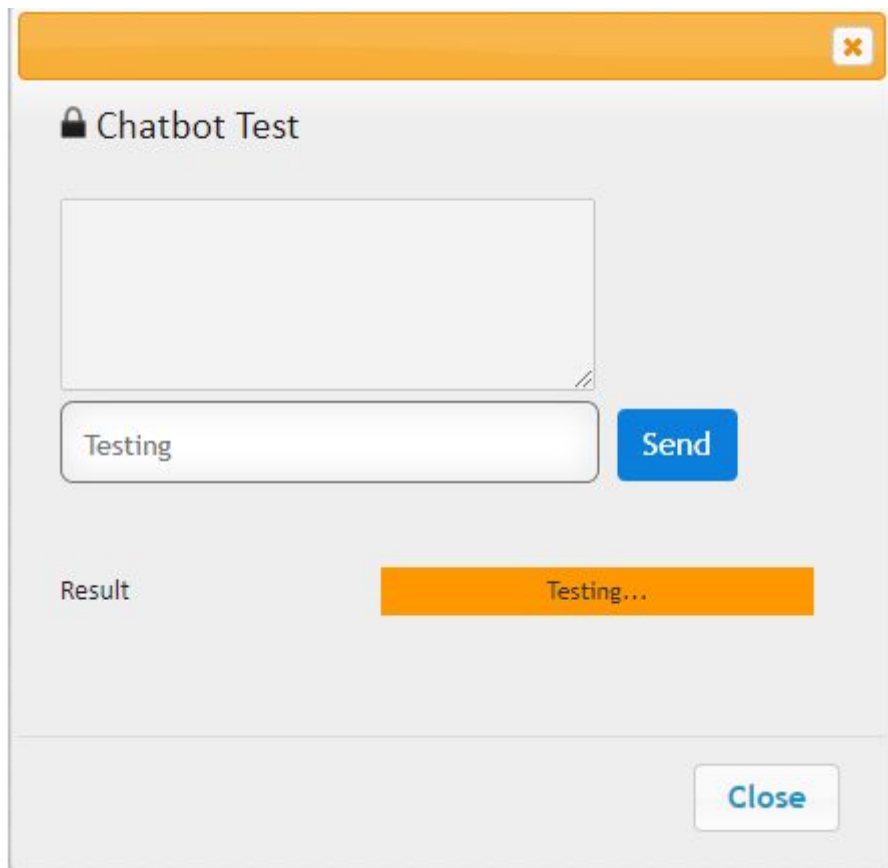 Chatbot Test
Testing
Send
Result
Testing...
Close